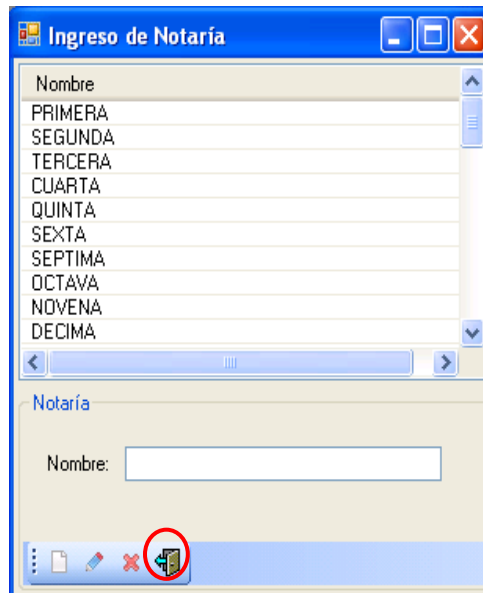 Ingreso de Notaría
Nombre
PRIMERA
SEGUNDA
TERCERA
CUARTA
QUINTA
SEXTA
SEPTIMA
OCTAVA
NOVENA
DECIMA
Notaría
Nombre: